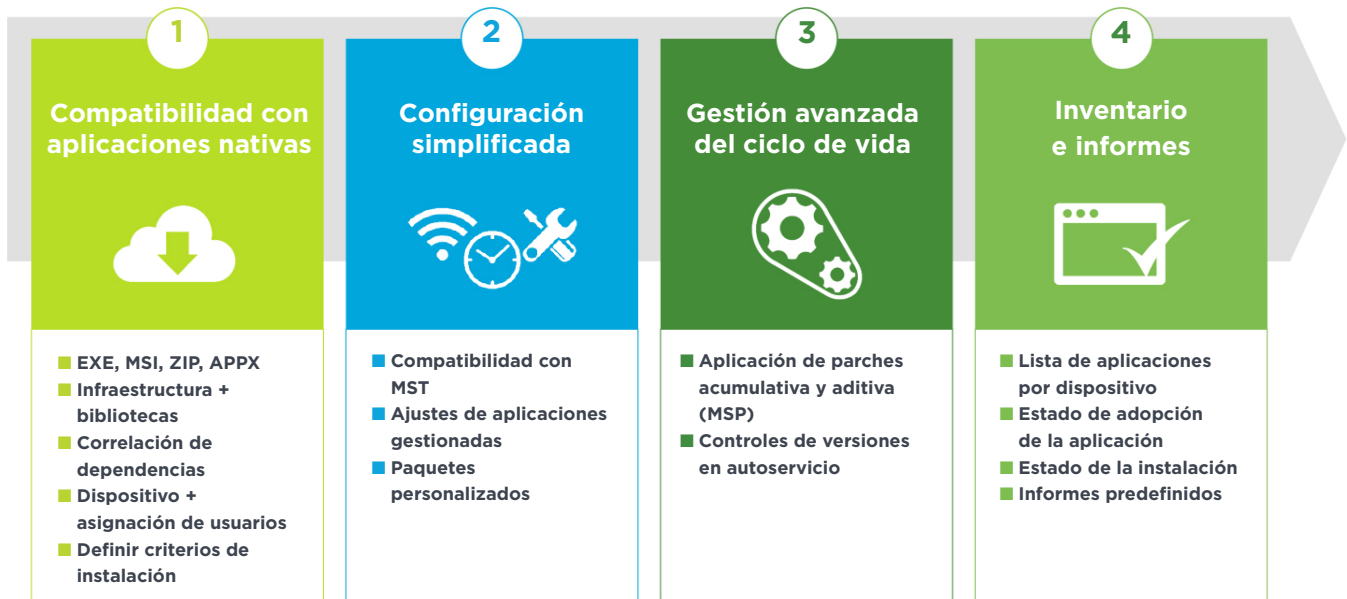 1
Compatibilidad con
aplicaciones nativas
EXE, MSI, ZIP, APPX
Infraestructura +
bibliotecas
Correlación de
dependencias
Dispositivo +
asignación de usuarios
Definir criterios de
instalación
2
Configuración
simplificada
Compatibilidad con
MST
Ajustes de aplicaciones
gestionadas
Paquetes
personalizados
3
Gestión avanzada
del ciclo de vida
Aplicación de parches
acumulativa y aditiva
(MSP)
Controles de versiones
en autoservicio
4
Inventario
e informes
Lista de aplicaciones
por dispositivo
Estado de adopción
de la aplicación
Estado de la instalación
Informes predefinidos